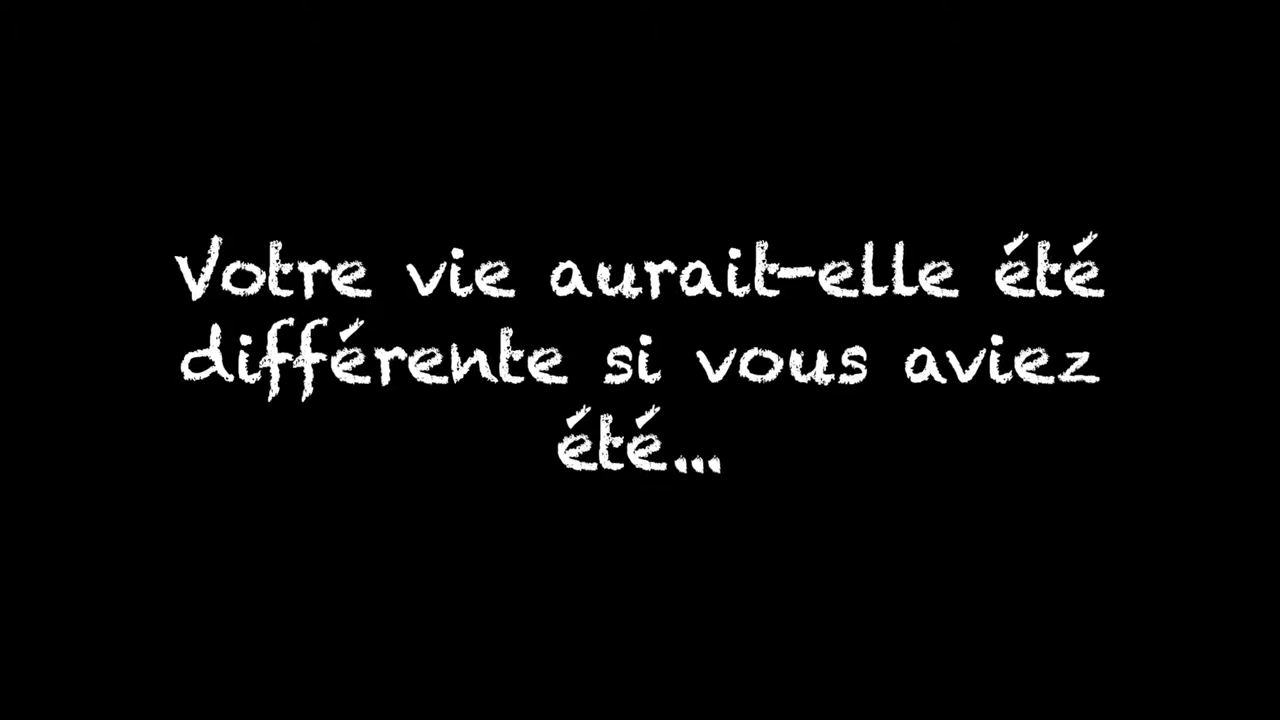 Votre vie aurait-elle été
différente si vous aviez
été...